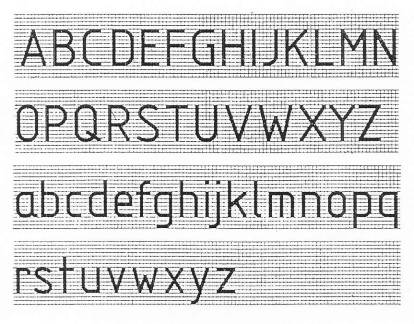 ABCDEFGHIJKLMN
OPQRSTUVWXYZ
abcdefghijklmnopq
rstuvwxyz